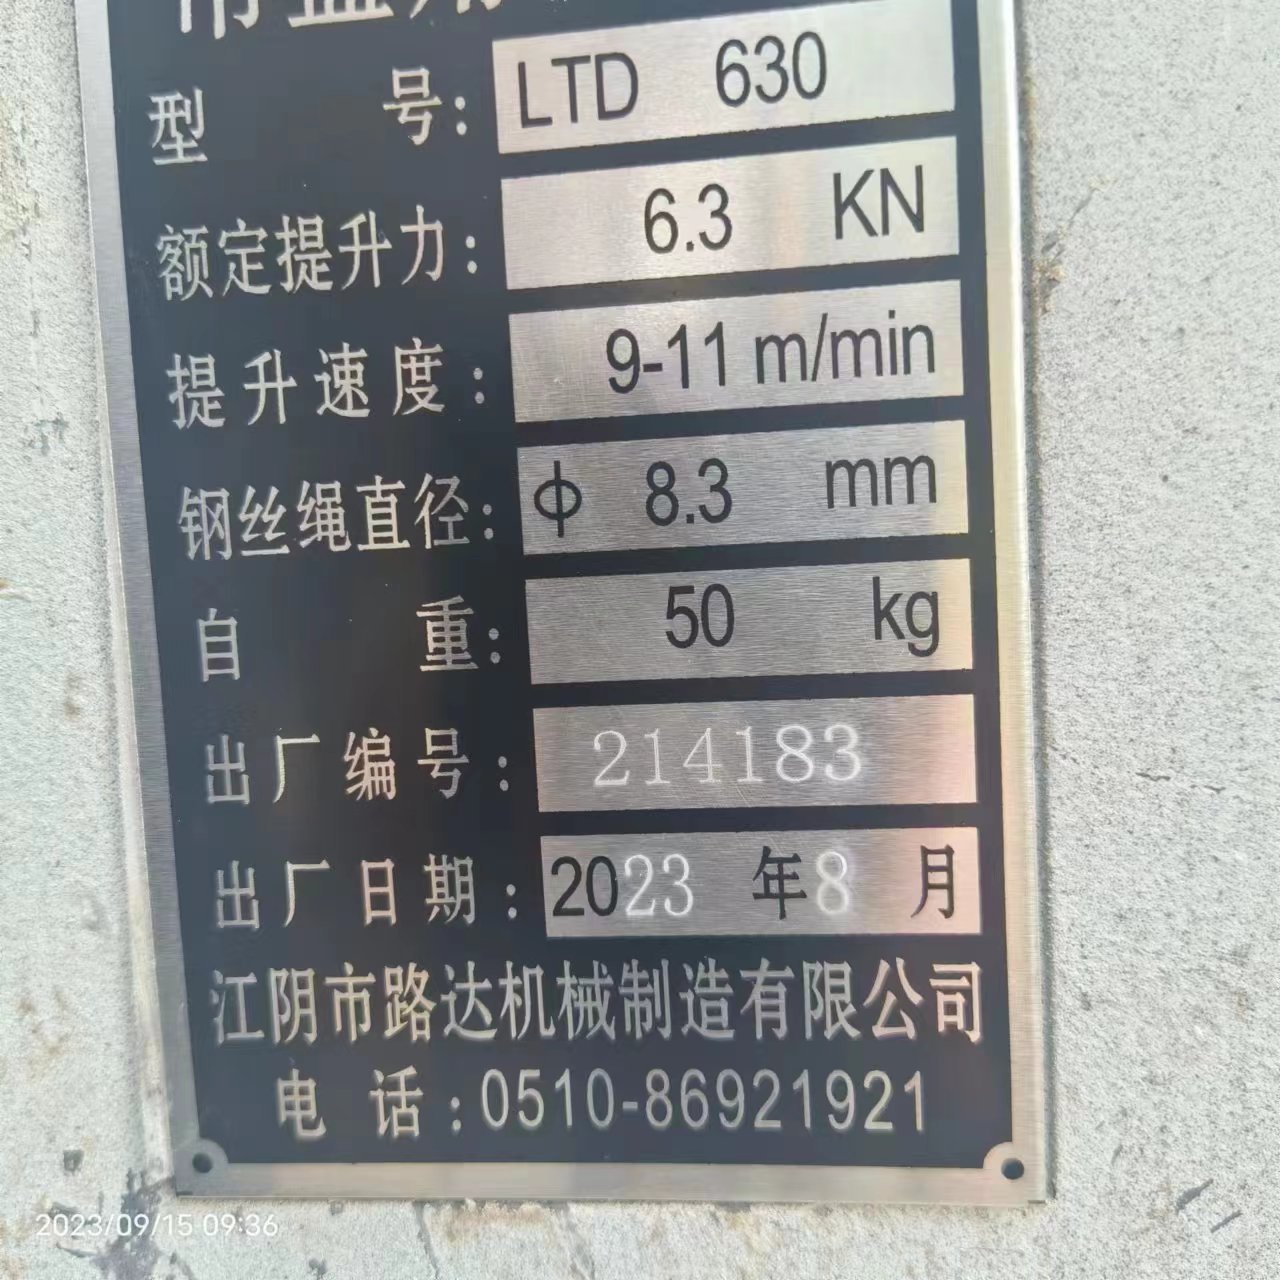 吊篮用
型 号: LTD 630
额定提升力: 6.3 KN
提升速度: 9-11 m/min
钢丝绳直径: ф 8.3 mm
自 重: 50 kg
出厂编号: 214183
出厂日期: 2023 年 8 月
江阴市路达机械制造有限公司
电 话:0510-86921921
2023/09/15 09:36